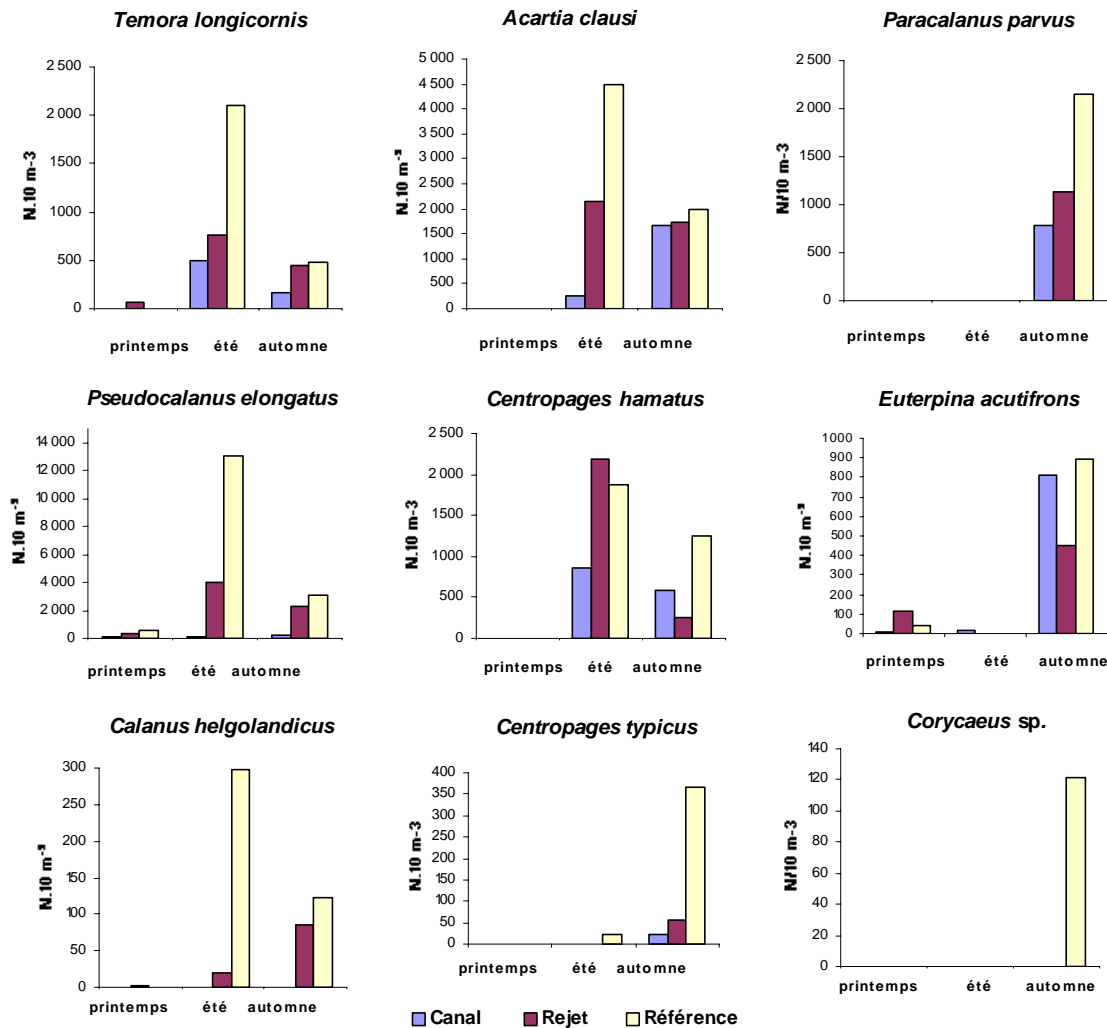 Temora longicornis
Acartia clausi
Paracalanus parvus
N.10 m-3
2 500
2 000
1500
1000
500
0
printemps été automne
N.10 m-³
5 000
4 500
4 000
3 500
3 000
2 500
2 000
1500
1000
500
0
printemps été automne
N/10 m-3
2 500
2 000
1500
1000
500
0
printemps été automne
Pseudocalanus elongatus
Centropages hamatus
Euterpina acutifrons
N.10 m-³
14 000
12 000
10 000
8 000
6 000
4 000
2 000
0
printemps été automne
N.10 m-3
2 500
2 000
1500
1000
500
0
printemps été automne
N.10 m-³
1 000
900
800
700
600
500
400
300
200
100
0
printemps été automne
Calanus helgolandicus
Centropages typicus
Corycaeus sp.
N.10 m-³
300
250
200
150
100
50
0
printemps été automne
N.10 m-3
400
350
300
250
200
150
100
50
0
printemps été automne
N/10 m-3
140
120
100
80
60
40
20
0
printemps été automne
Canal Rejet Référence